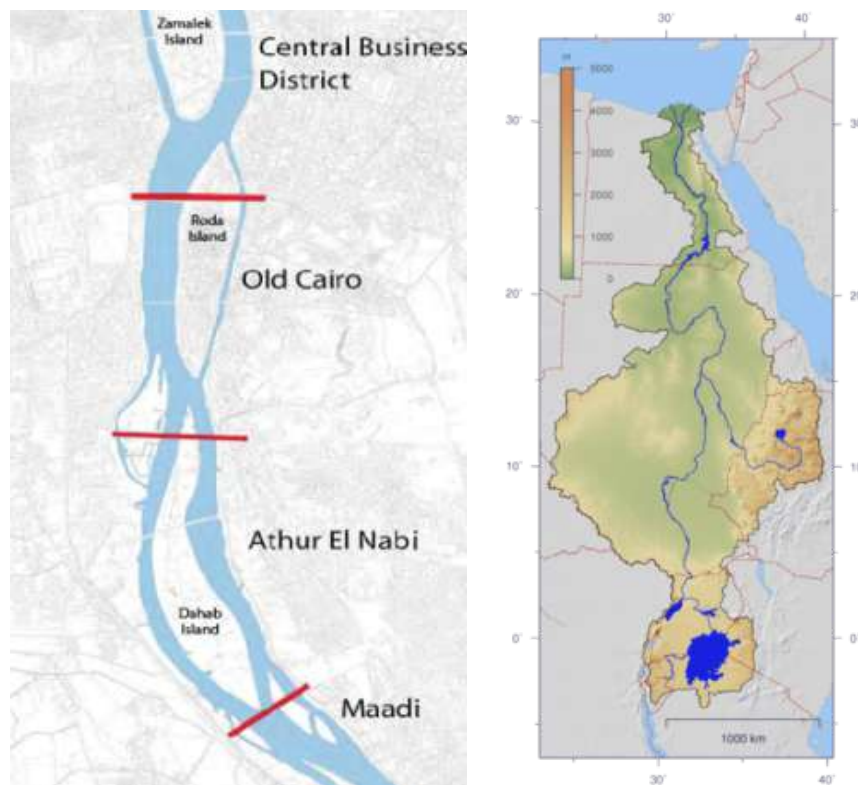 Zamalek
Island
Central Business
District
Roda
Island
Old Cairo
Athur El Nabi
Dahab
Island
Maadi
30°
40°
m
5000
4000
3000
2000
1000
0
30°
20°
10°
0°
1000 km
30°
40°